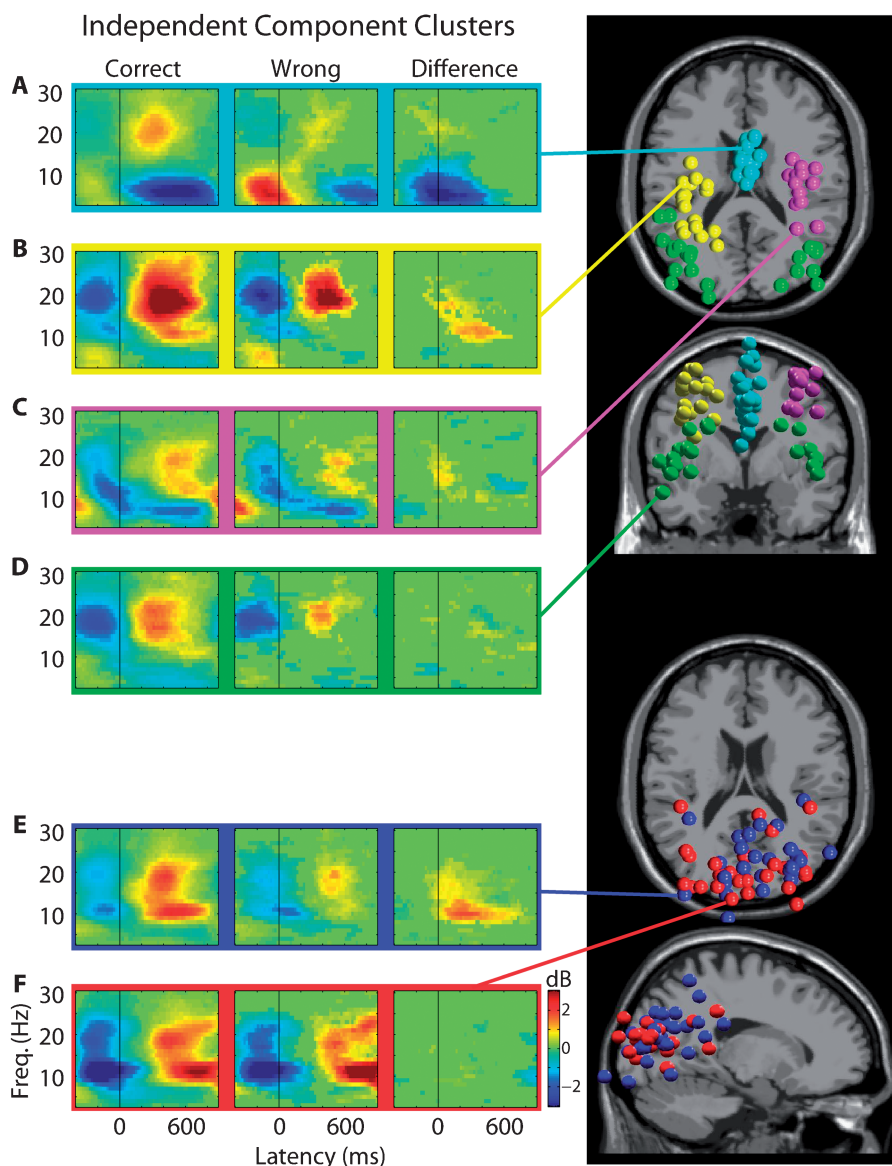 Independent Component Clusters
Correct Wrong Difference
A
30
20
10
B
30
20
10
C
30
20
10
D
30
20
10
E
30
20
10
F
30
20
10
Freq. (Hz)
dB
2
0
−2
0 600 0 600 0 600
Latency (ms)